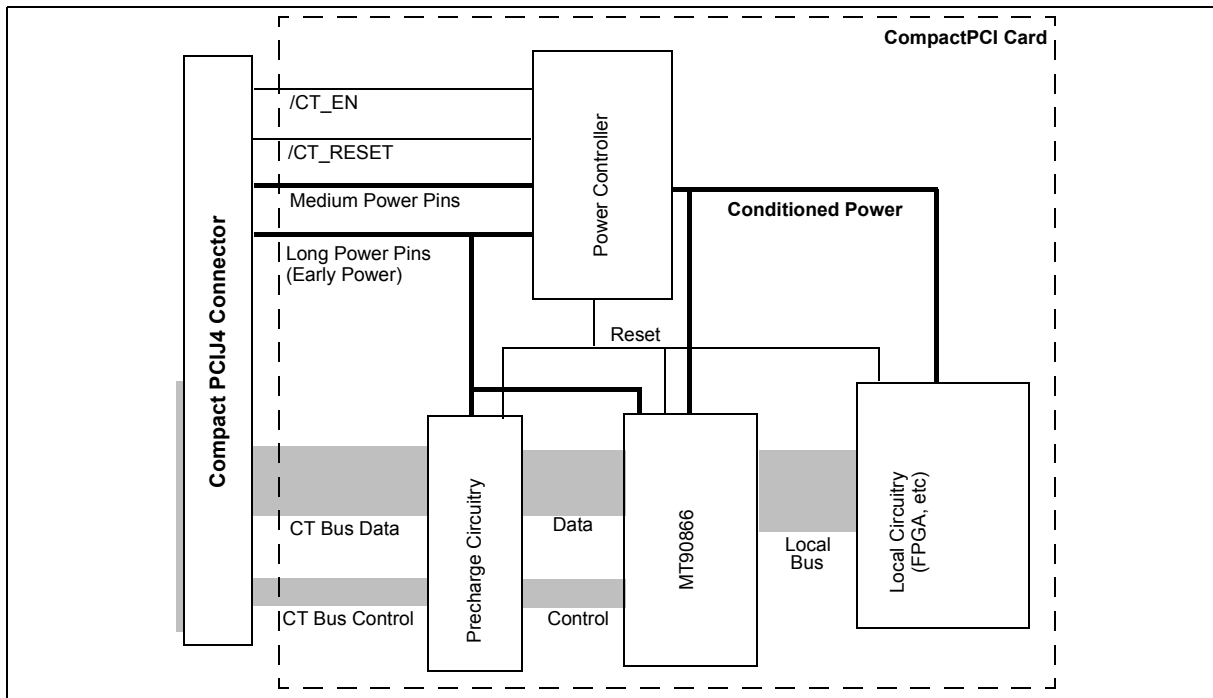 CompactPCI Card
/CT_EN
/CT_RESET
Medium Power Pins
Long Power Pins
(Early Power)
Power Controller
Conditioned Power
Compact PCIJ4 Connector
Reset
CT Bus Data
CT Bus Control
Precharge Circuitry
Data
Control
MT90866
Local
Bus
Local Circuitry
(FPGA, etc)